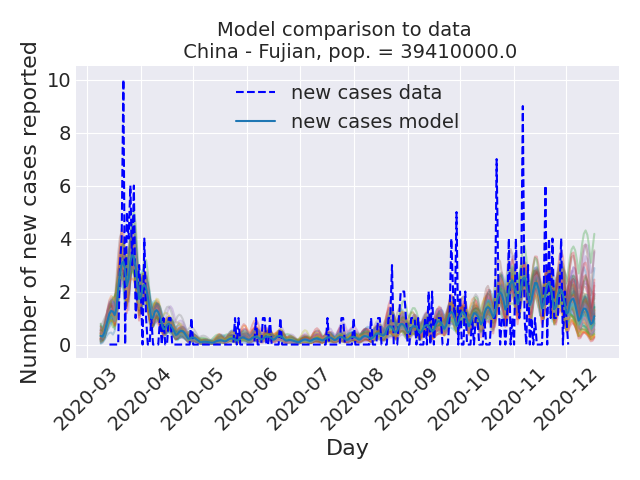 Model comparison to data
China - Fujian, pop. = 39410000.0
Number of new cases reported
10
8
6
4
2
0
new cases data
new cases model
2020-03
2020-04
2020-05
2020-06
2020-07
2020-08
2020-09
2020-10
2020-11
2020-12
Day